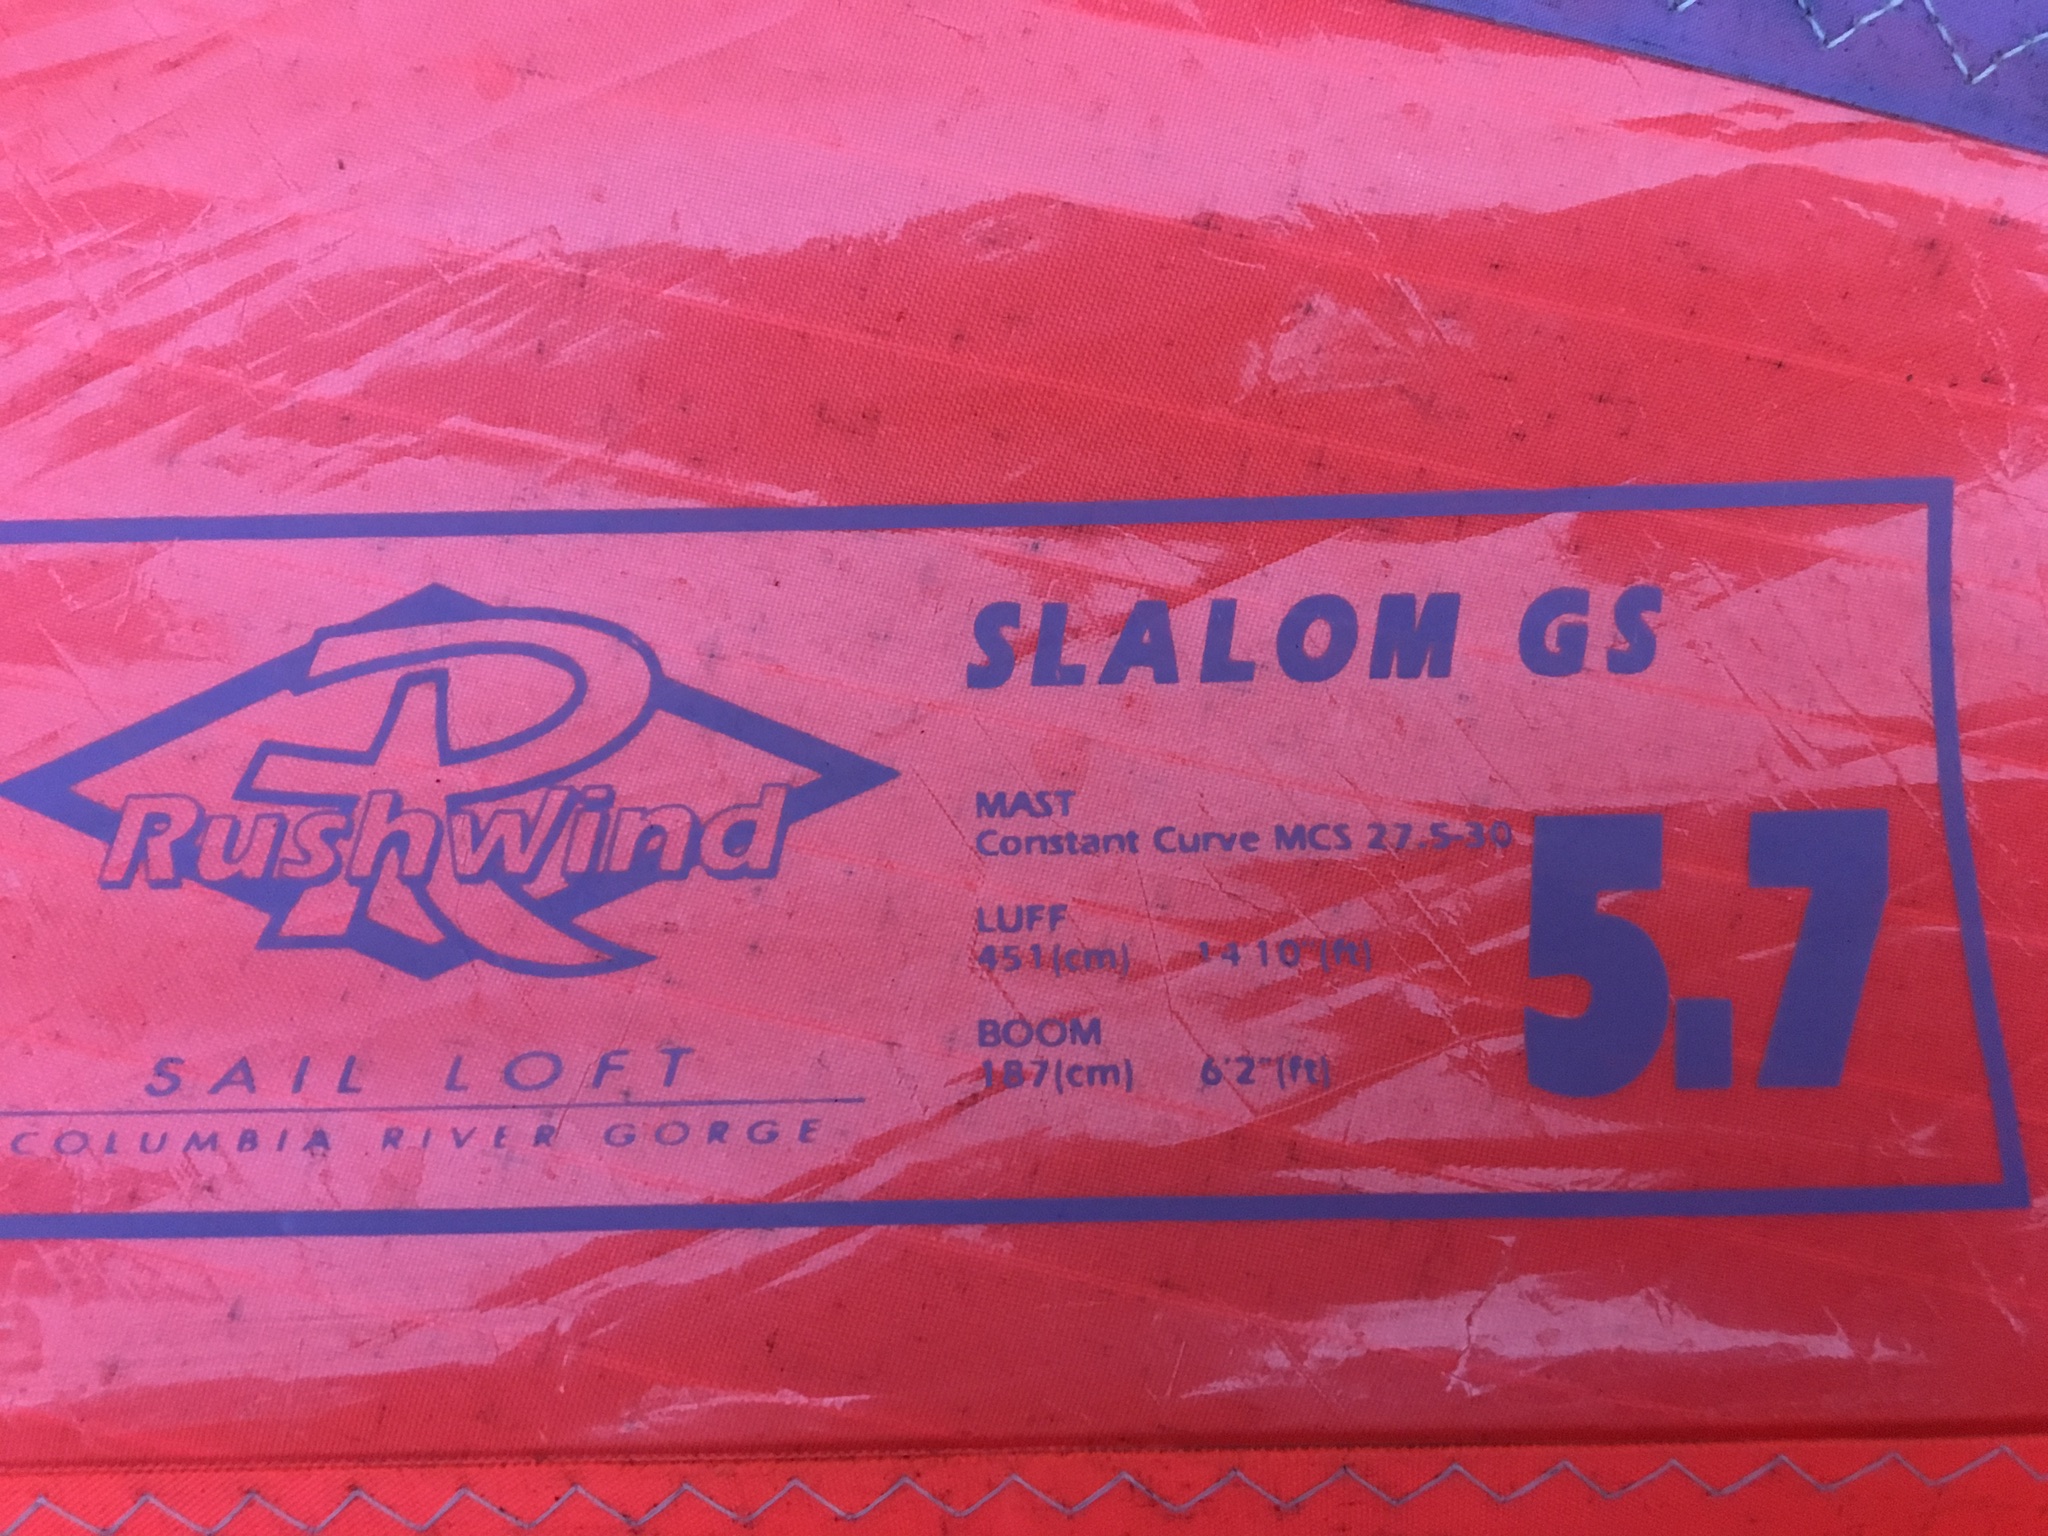 R
RushWind
SAIL LOFT
COLUMBIA RIVER GORGE
SLALOM GS
MAST
Constant Curve MCS 27.5-30
LUFF
451(cm) 14'10"(ft)
BOOM
187(cm) 6'2"(ft)
5.7